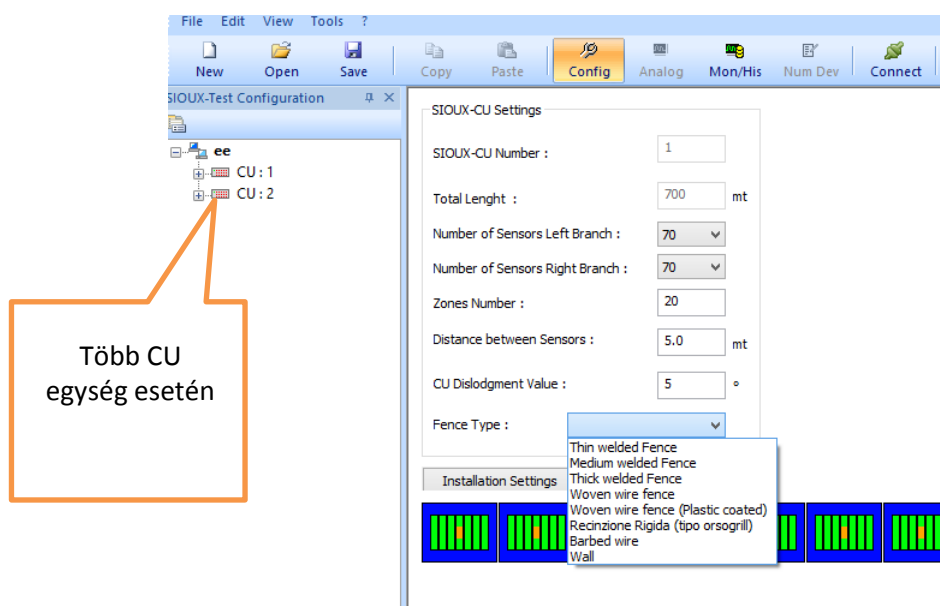 File Edit View Tools ?
New Open Save Copy Paste Config Analog Mon/His Num Dev Connect
SIOUX-Test Configuration
ee
CU : 1
CU : 2
Több CU
egység esetén
SIOUX-CU Settings
SIOUX-CU Number : 1
Total Lenght : 700 mt
Number of Sensors Left Branch : 70
Number of Sensors Right Branch : 70
Zones Number : 20
Distance between Sensors : 5.0 mt
CU Dislodgment Value : 5 °
Fence Type :
Thin welded Fence
Medium welded Fence
Thick welded Fence
Woven wire fence
Woven wire fence (Plastic coated)
Recinzione Rigida (tipo orsogrill)
Barbed wire
Wall
Installation Settings